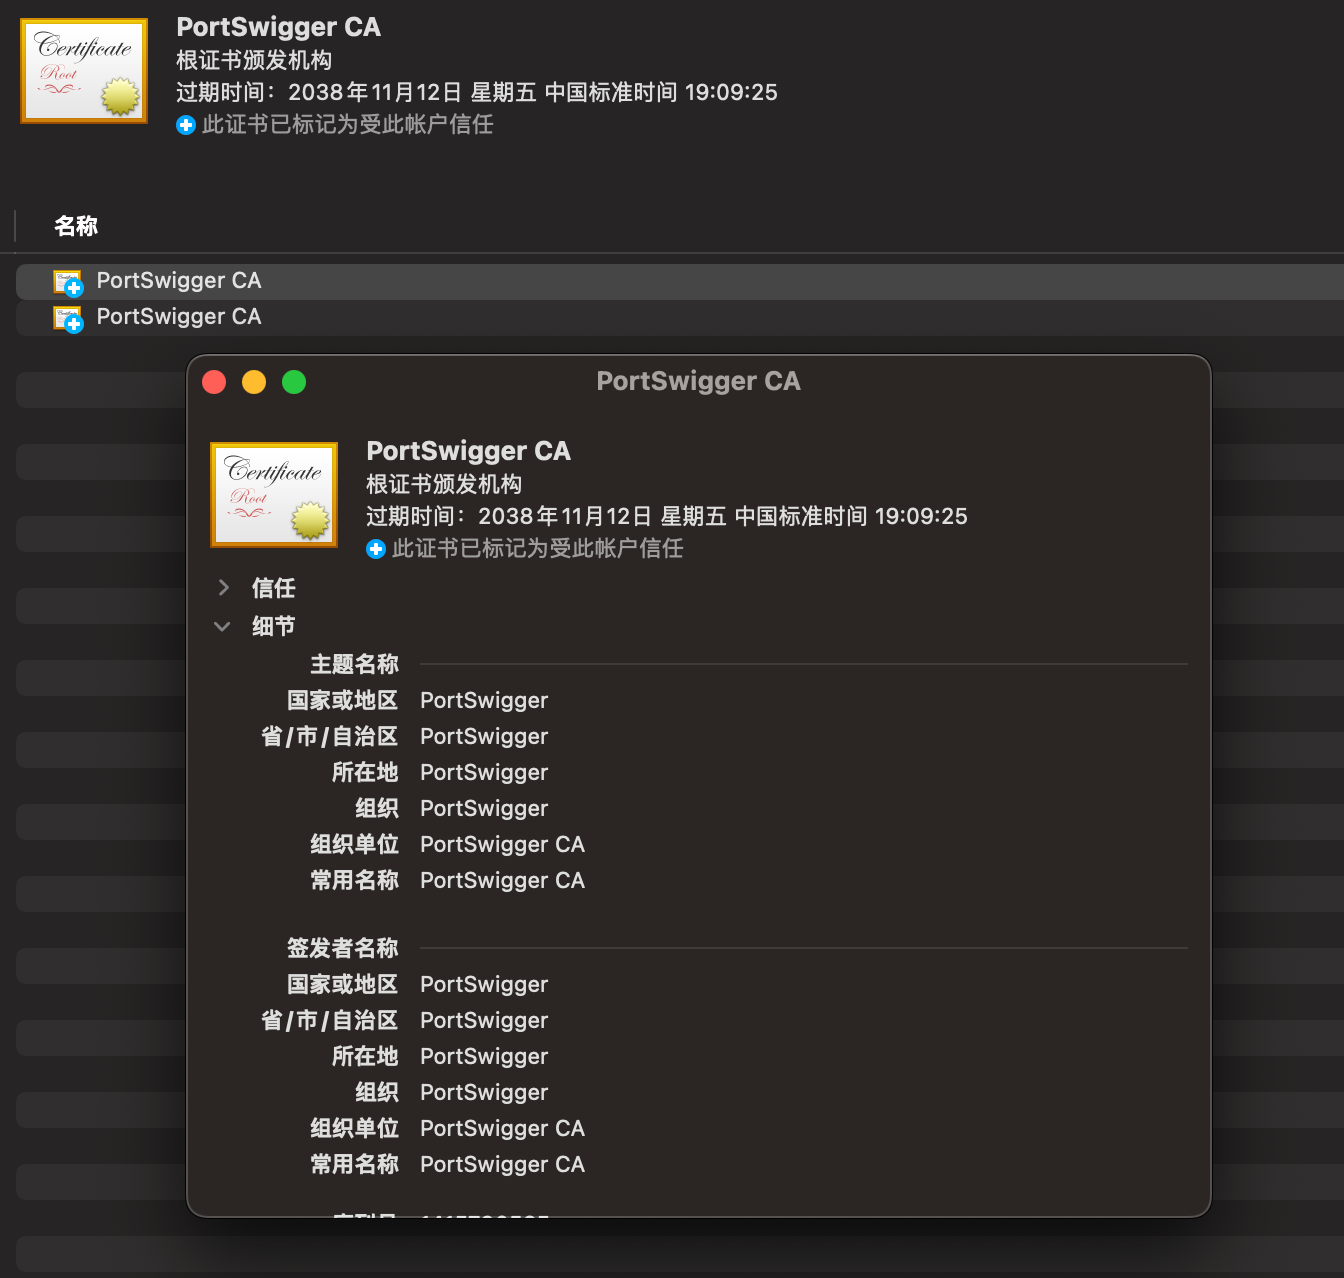 Certificate
Root
PortSwigger CA
根证书颁发机构
过期时间：2038年11月12日 星期五 中国标准时间 19:09:25
此证书已标记为受此帐户信任
名称
PortSwigger CA
PortSwigger CA
PortSwigger CA
Certificate
Root
PortSwigger CA
根证书颁发机构
过期时间：2038年11月12日 星期五 中国标准时间 19:09:25
此证书已标记为受此帐户信任
信任
细节
主题名称
国家或地区 PortSwigger
省/市/自治区 PortSwigger
所在地 PortSwigger
组织 PortSwigger
组织单位 PortSwigger CA
常用名称 PortSwigger CA
签发者名称
国家或地区 PortSwigger
省/市/自治区 PortSwigger
所在地 PortSwigger
组织 PortSwigger
组织单位 PortSwigger CA
常用名称 PortSwigger CA